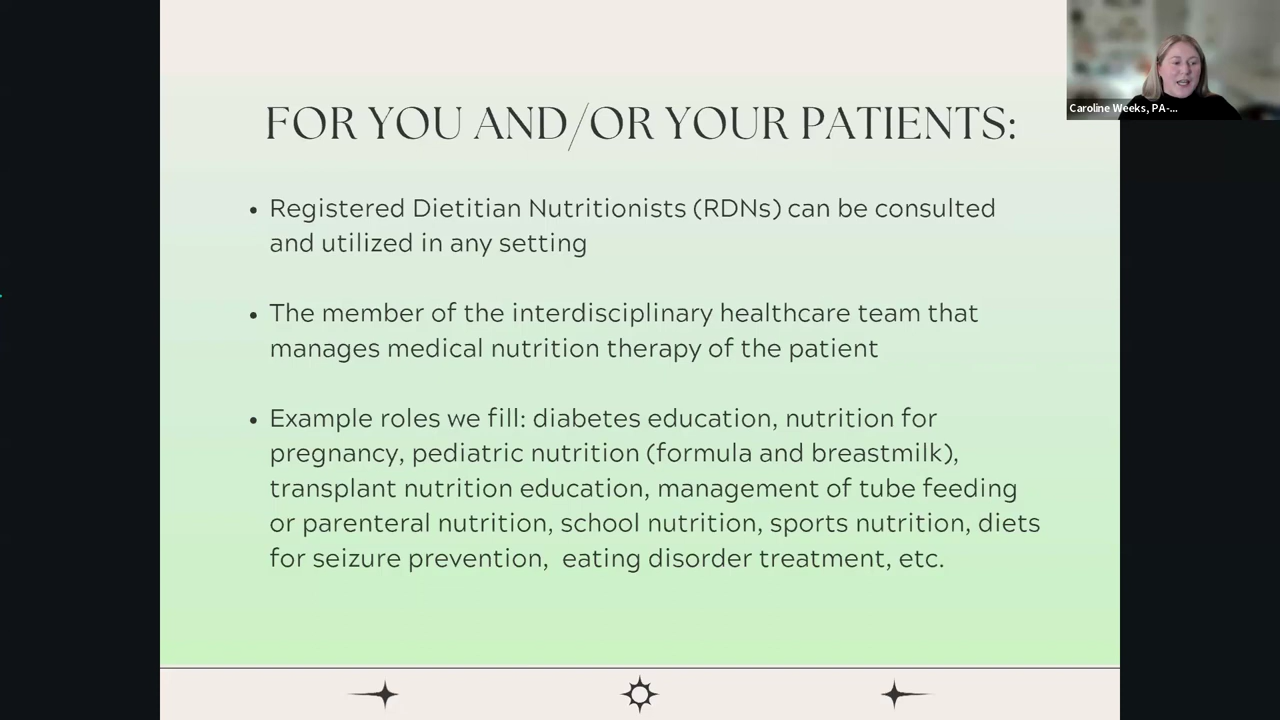 FOR YOU AND/OR YOUR PATIENTS:
• Registered Dietitian Nutritionists (RDNs) can be consulted
and utilized in any setting
• The member of the interdisciplinary healthcare team that
manages medical nutrition therapy of the patient
• Example roles we fill: diabetes education, nutrition for
pregnancy, pediatric nutrition (formula and breastmilk),
transplant nutrition education, management of tube feeding
or parenteral nutrition, school nutrition, sports nutrition, diets
for seizure prevention,  eating disorder treatment, etc.
Caroline Weeks, PA-...